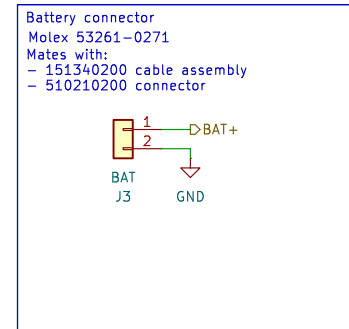 Battery connector
Molex 53261-0271
Mates with:
- 151340200 cable assembly
- 510210200 connector
1
BAT+
2
BAT
J3
GND